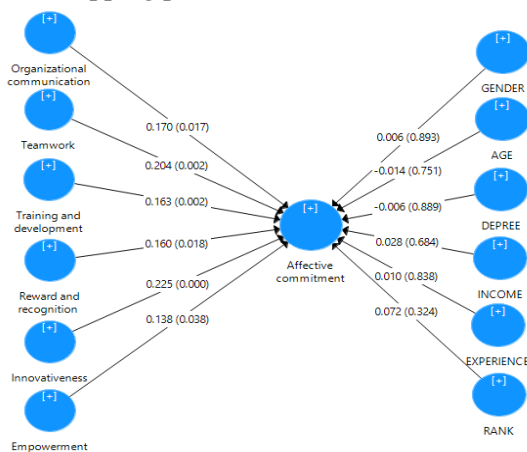 [+]
Organizational
communication
[+]
Teamwork
[+]
Training and
development
[+]
Reward and
recognition
[+]
Innovativeness
[+]
Empowerment
0.170 (0.017)
0.204 (0.002)
0.163 (0.002)
0.160 (0.018)
0.225 (0.000)
0.138 (0.038)
[+]
Affective
commitment
0.006 (0.893)
-0.014 (0.751)
-0.006 (0.889)
0.028 (0.684)
0.010 (0.838)
0.072 (0.324)
[+]
GENDER
[+]
AGE
[+]
DEPREE
[+]
INCOME
[+]
EXPERIENCE
[+]
RANK